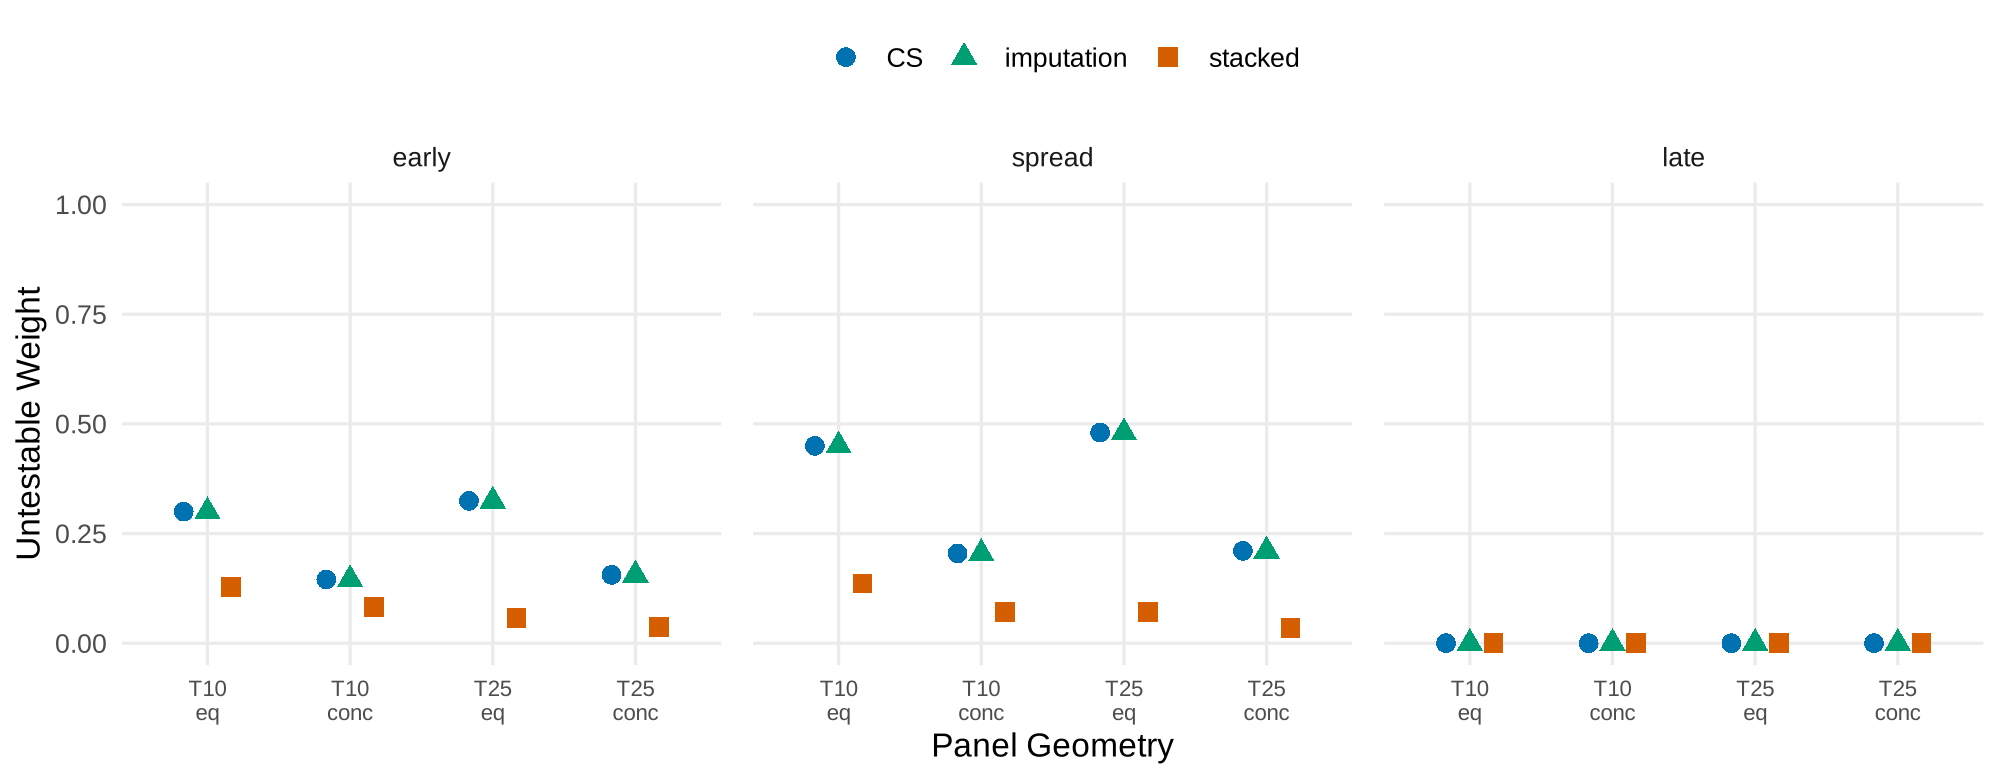 CS imputation stacked
early spread late
1.00
0.75
0.50
0.25
0.00
Untestable Weight
T10 T10 T25 T25 T10 T10 T25 T25 T10 T10 T25 T25
eq conc eq conc eq conc eq conc eq conc eq conc
Panel Geometry